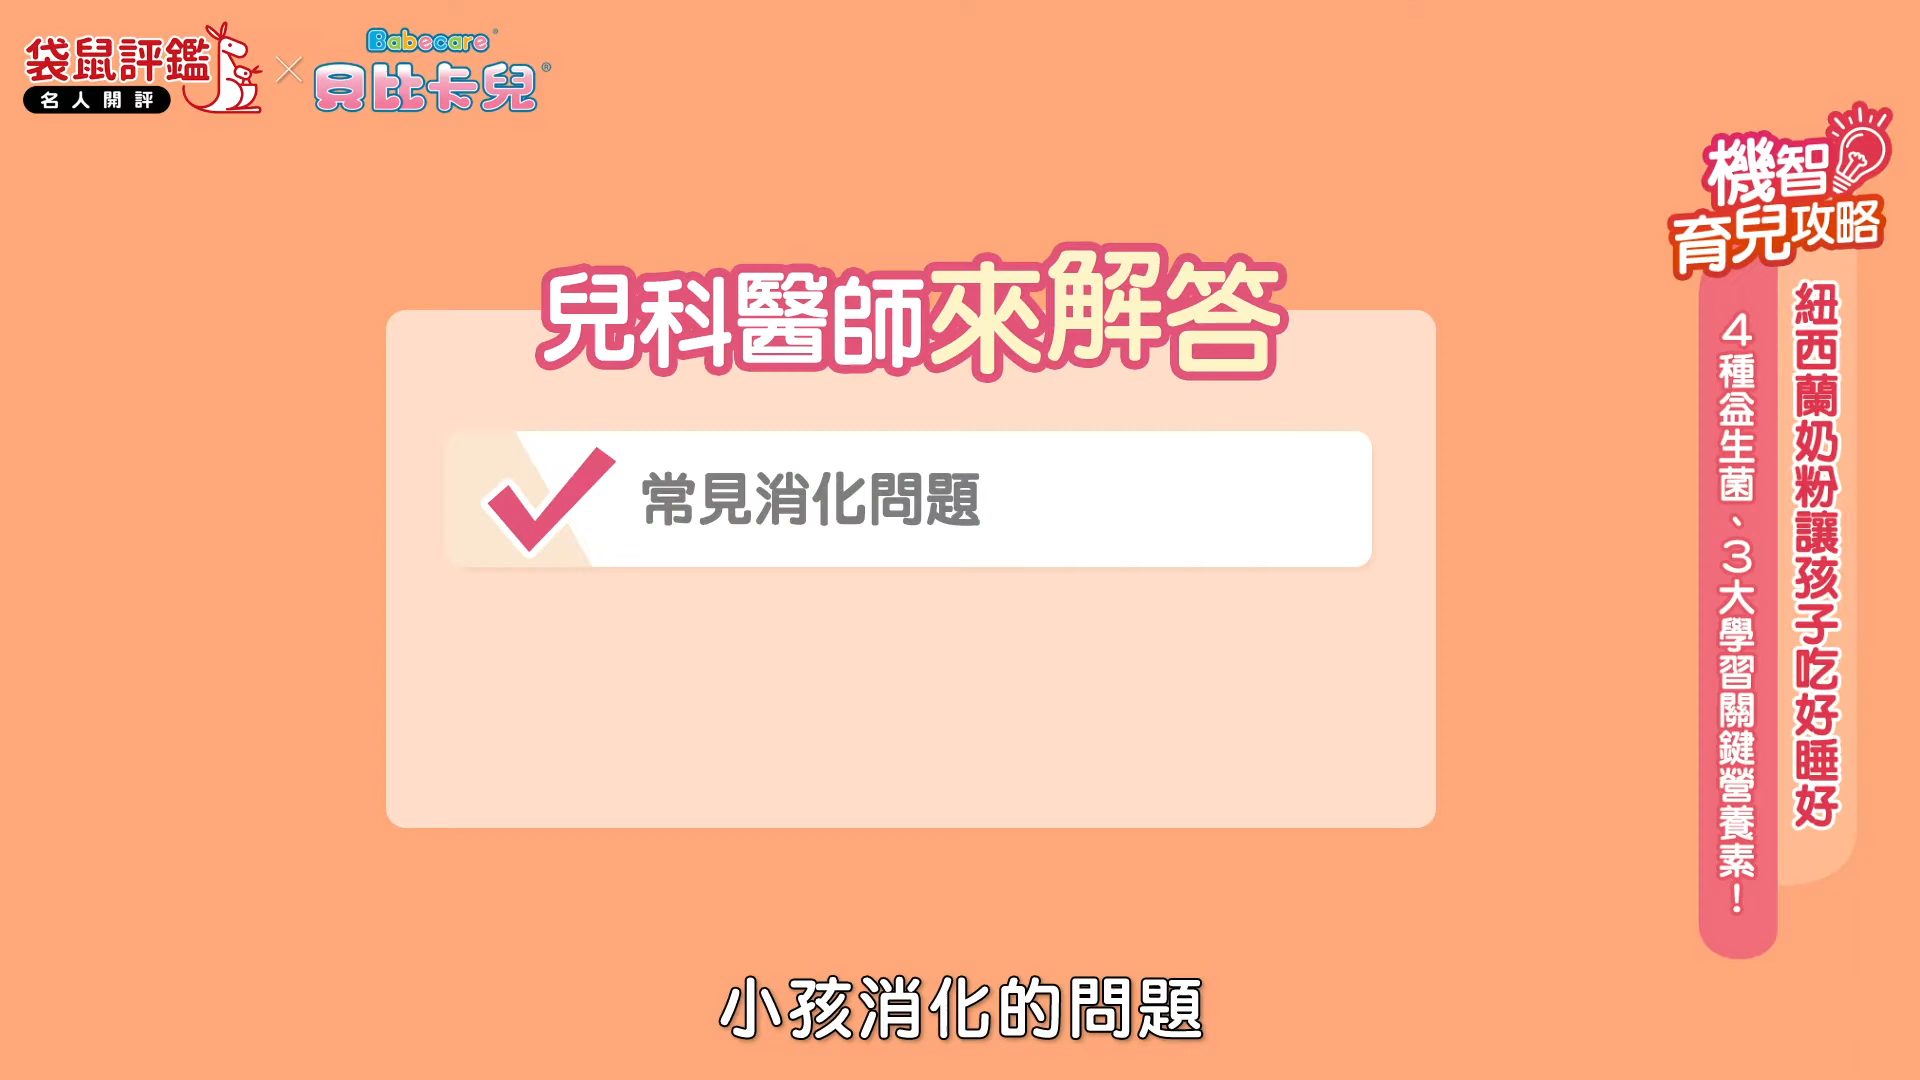 袋鼠評鑑
名人開評
×
Babecare®
貝比卡兒®
機智
育兒攻略
紐西蘭奶粉讓孩子吃好睡好
4種益生菌、3大學習關鍵營養素！
兒科醫師來解答
常見消化問題
小孩消化的問題